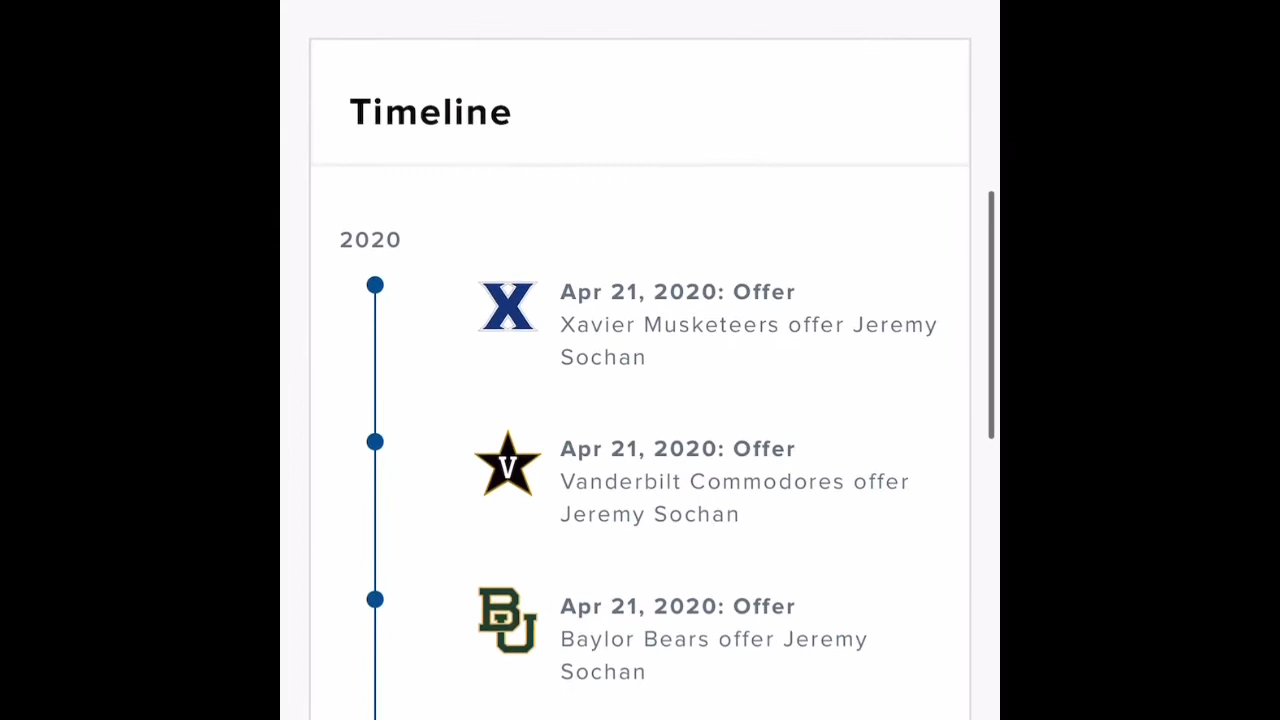 Timeline
2020
X
Apr 21, 2020: Offer
Xavier Musketeers offer Jeremy
Sochan
V
Apr 21, 2020: Offer
Vanderbilt Commodores offer
Jeremy Sochan
BU
Apr 21, 2020: Offer
Baylor Bears offer Jeremy
Sochan